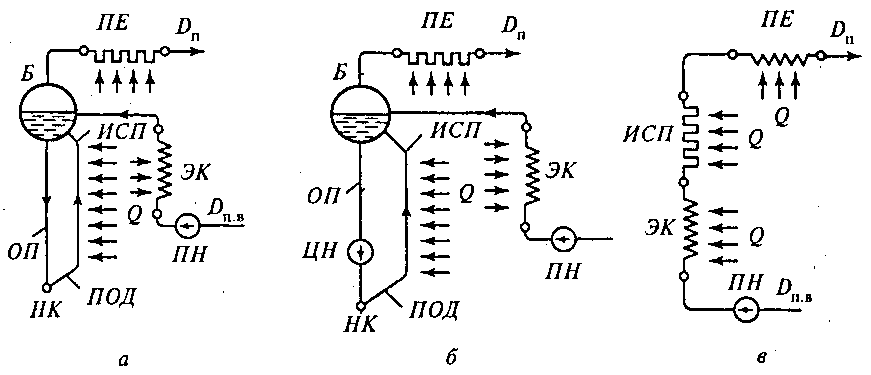 ПЕ
Dп
Б
ИСП
ЭК
Q
Dп.в
ОП
ПН
НК
ПОД
а
ПЕ
Dп
Б
ИСП
ЭК
ОП
Q
ЦН
ПН
НК
ПОД
б
ПЕ
Dп
Q
ИСП
Q
ЭК
Q
ПН
Dп.в
в